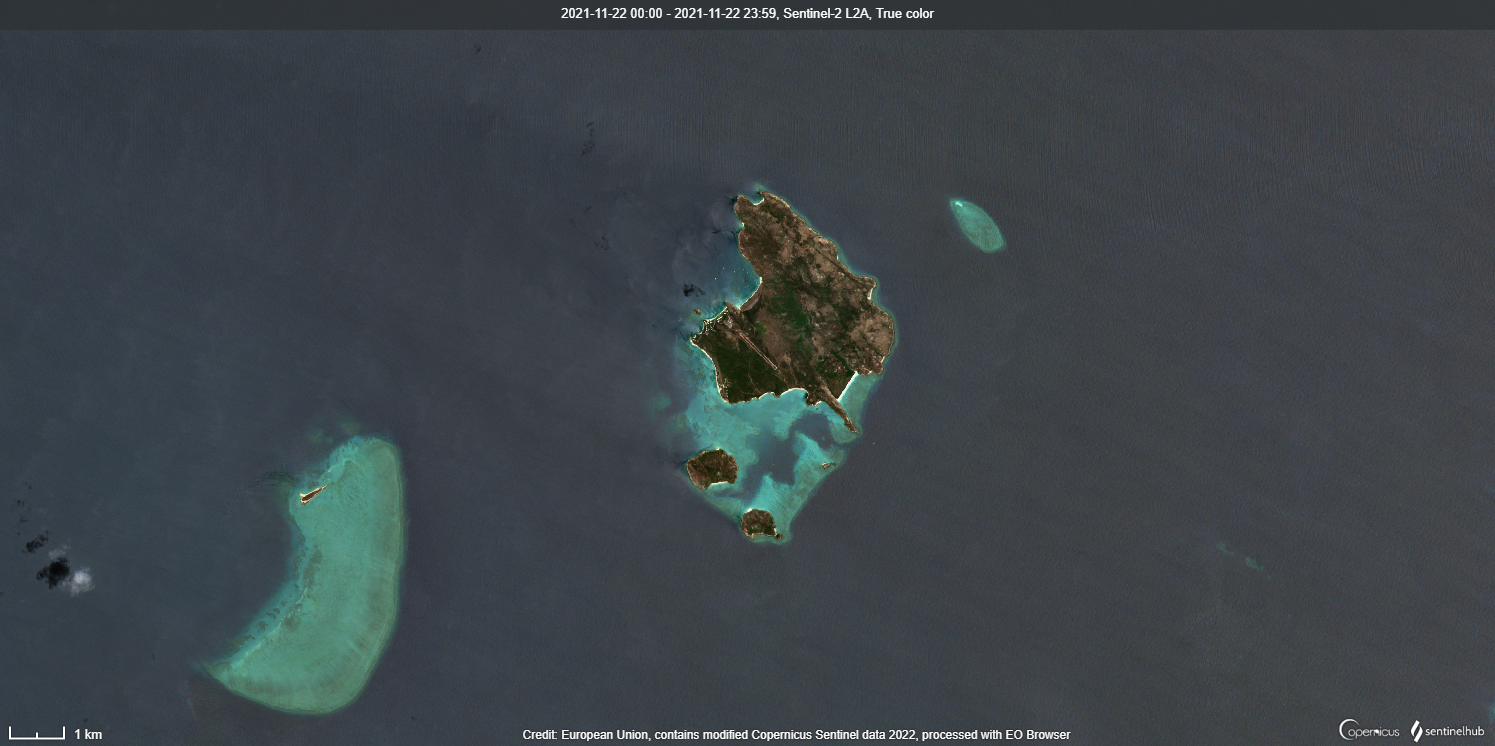 2021-11-22 00:00 - 2021-11-22 23:59, Sentinel-2 L2A, True color
1 km
Credit: European Union, contains modified Copernicus Sentinel data 2022, processed with EO Browser
Copernicus
sentinelhub